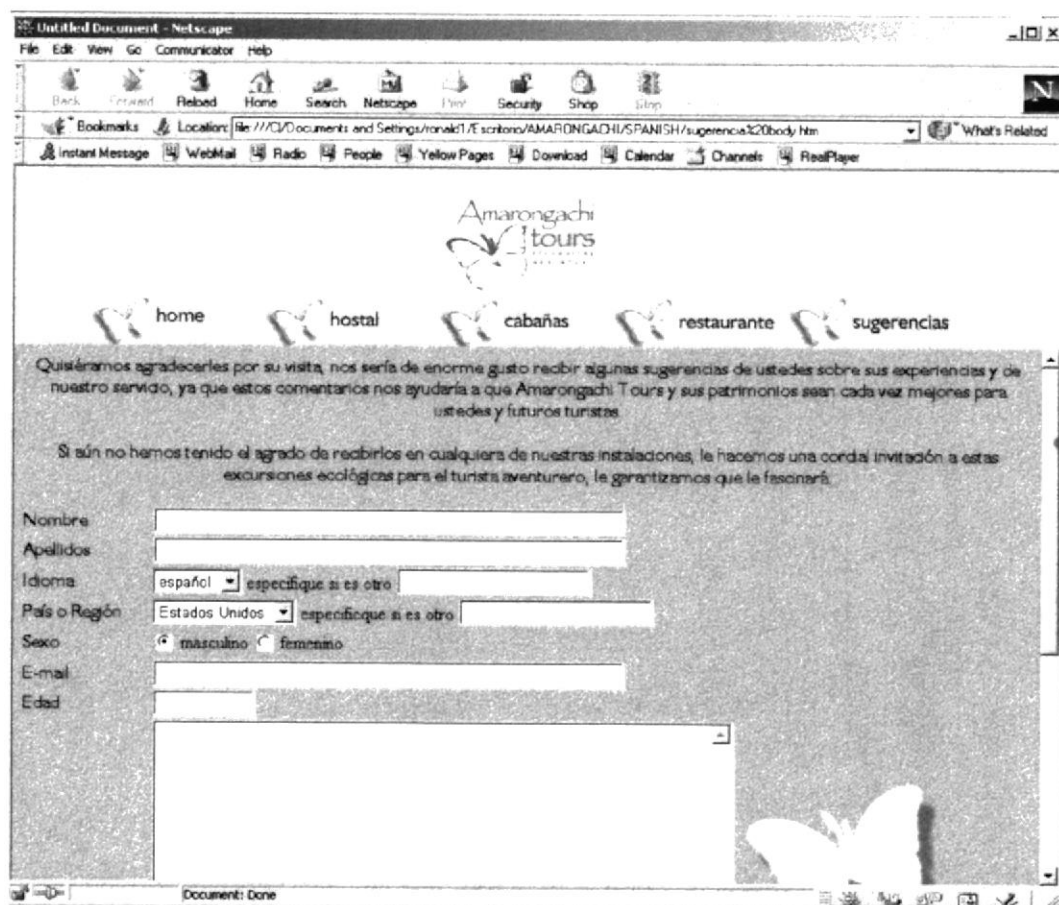 Untitled Document - Netscape
File Edit View Go Communicator Help
Back Forward Reload Home Search Netscape Print Security Shop Stop
N
Bookmarks Location: file:///C|/Documents and Settings/ronald1/Escritorio/AMARONGACHI/SPANISH/sugerencia%20body.htm What's Related
Instant Message WebMail Radio People Yellow Pages Download Calendar Channels RealPlayer
Amarongachi
tours
home hostal cabañas restaurante sugerencias
Quisiéramos agradecerles por su visita, nos sería de enorme gusto recibir algunas sugerencias de ustedes sobre sus experiencias y de
nuestro servicio, ya que estos comentarios nos ayudaría a que Amarongachi Tours y sus patrimonios sean cada vez mejores para
ustedes y futuros turistas
Si aún no hemos tenido el agrado de recibirlos en cualquiera de nuestras instalaciones, le hacemos una cordial invitación a estas
excursiones ecológicas para el turista aventurero, le garantizamos que le fascinará.
Nombre
Apellidos
Idioma español especifique si es otro
País o Región Estados Unidos especificque si es otro
Sexo masculino femenino
E-mail
Edad
Document: Done